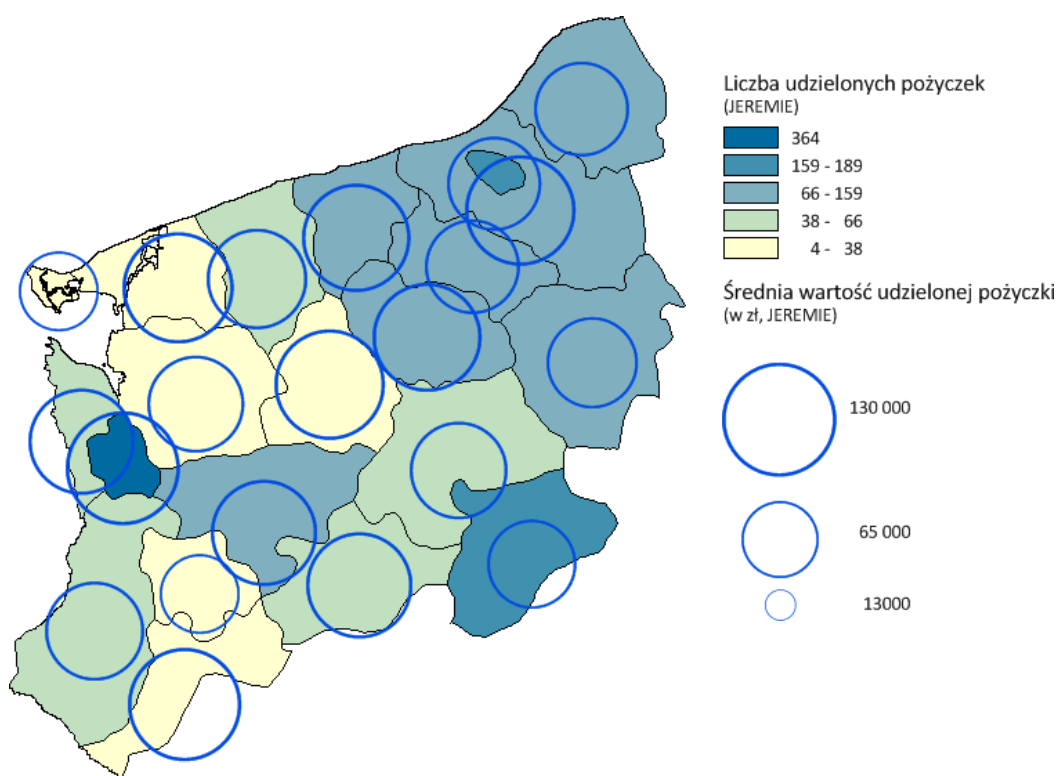 Liczba udzielonych pożyczek
(JEREMIE)
364
159 - 189
66 - 159
38 - 66
4 - 38
Średnia wartość udzielonej pożyczki
(w zł, JEREMIE)
130 000
65 000
13000